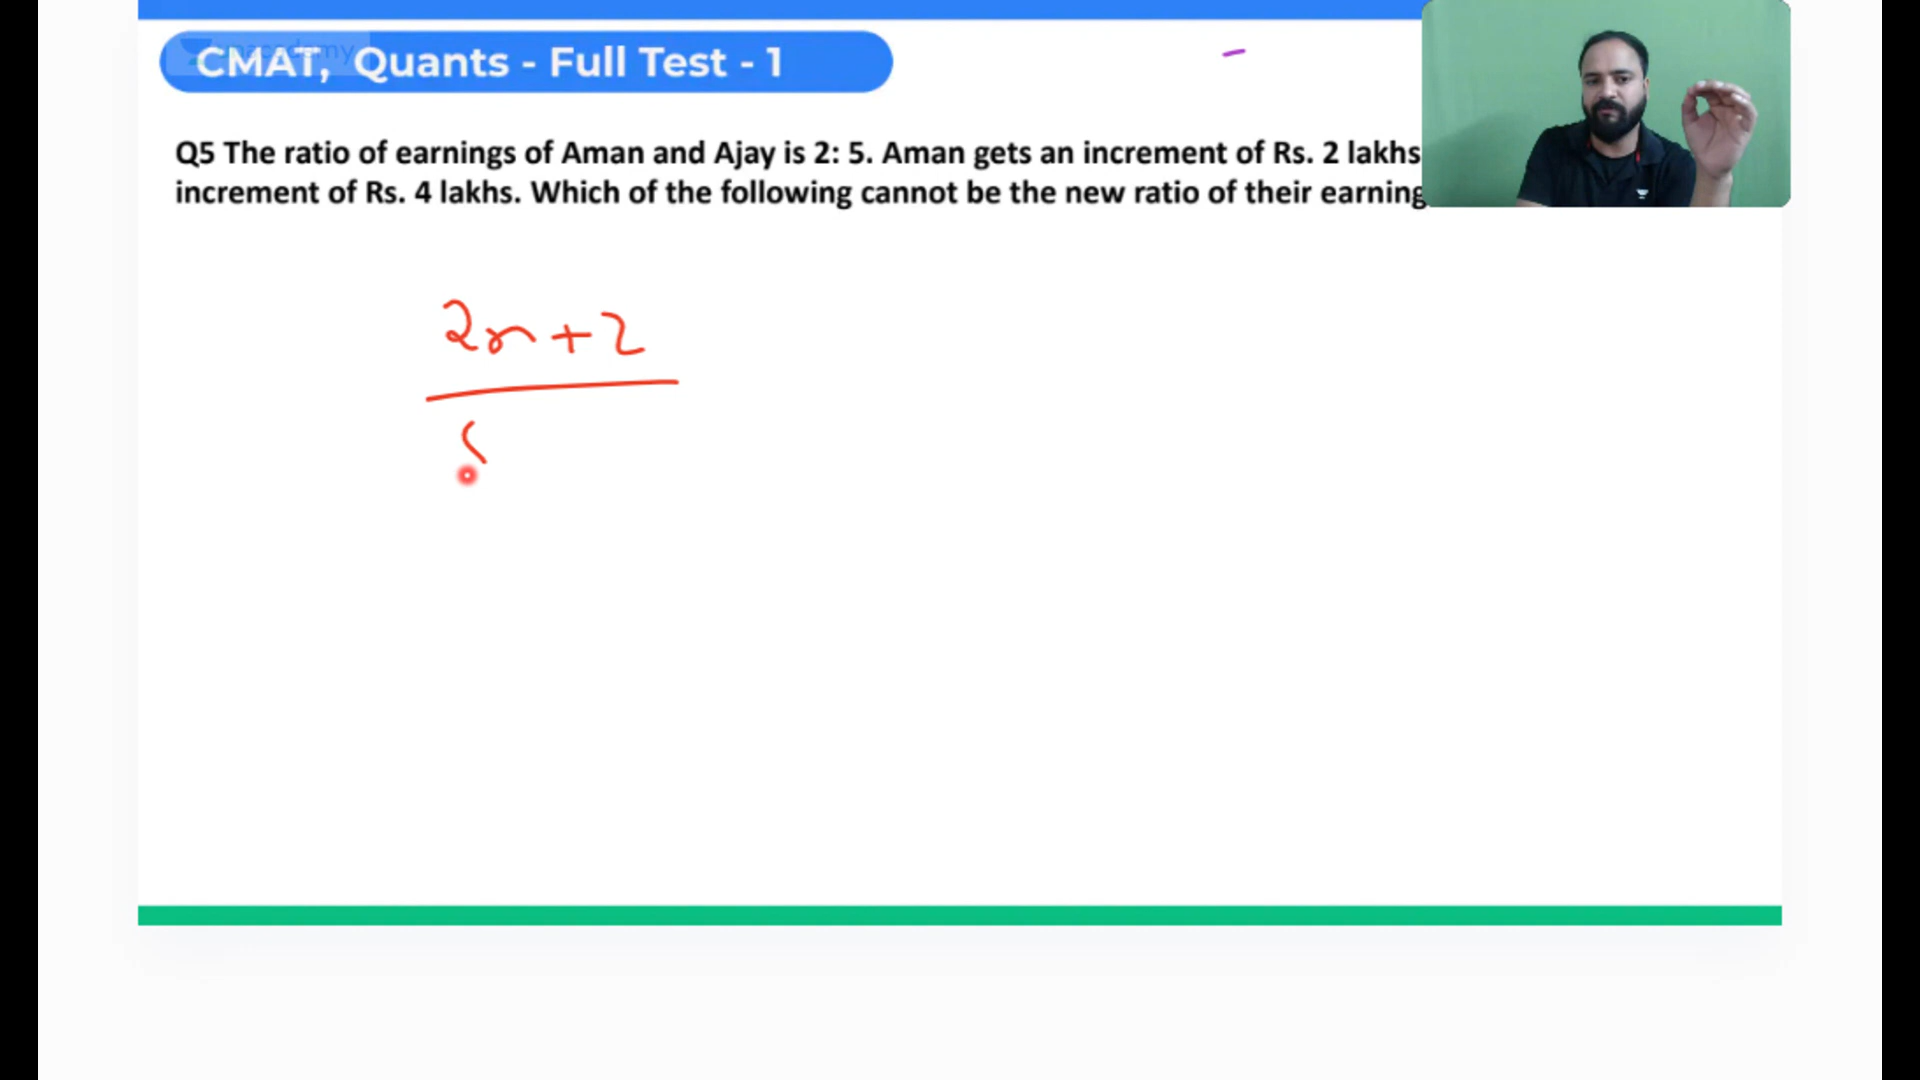 CMAT, Quants - Full Test - 1
Q5 The ratio of earnings of Aman and Ajay is 2: 5. Aman gets an increment of Rs. 2 lakhs
increment of Rs. 4 lakhs. Which of the following cannot be the new ratio of their earning
2x+2